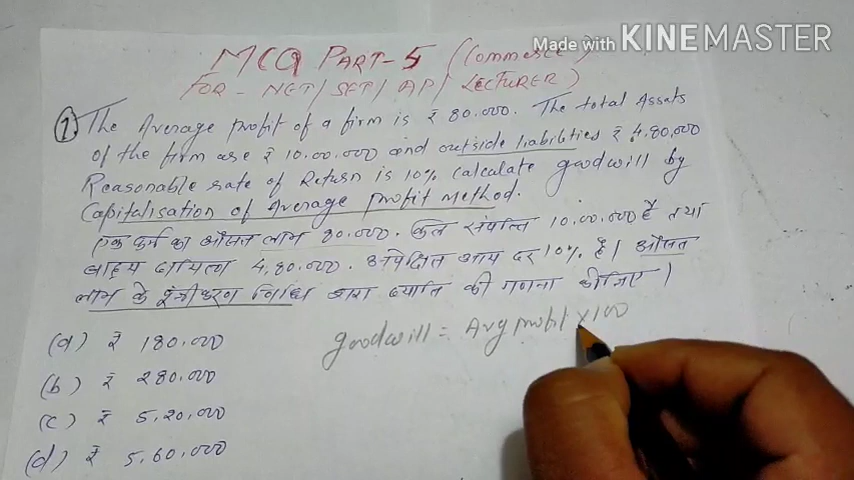 MCQ PART-5 (Commerce)
Made with KINEMASTER
FOR - NET/ SET/ AP/ LECTURER)
1. The Average profit of a firm is ₹ 80.000. The total Assets
of the firm are ₹ 10.00.000 and outside liabilities ₹ 4.80,000
Reasonable rate of Return is 10% calculate goodwill by
Capitalisation of Average profit method.
एक फर्म का औसत लाभ 80.000. कुल संपत्ति 10.00.000 है तथा
बाह्य दायित्व 4,80.000. अपेक्षित आय दर 10% है। औसत
लाभ के पूंजीकरण विधि द्वारा ख्याति की गणना कीजिए।
(a) ₹ 180.000
goodwill = Avg profit × 100
(b) ₹ 280.000
(c) ₹ 5,20,000
(d) ₹ 5,60,000